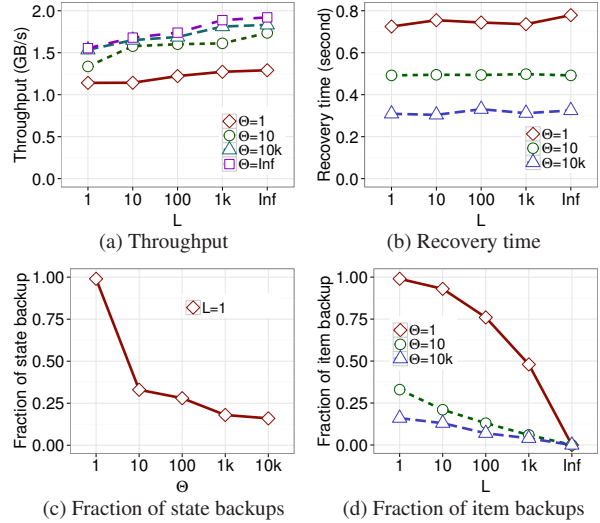 Throughput (GB/s)
2.0
1.5
1.0
0.5
0.0
Θ=1
Θ=10
Θ=10k
Θ=Inf
1 10 100 1k Inf
L
(a) Throughput
Recovery time (second)
0.8
0.6
0.4
0.2
0.0
Θ=1
Θ=10
Θ=10k
1 10 100 1k Inf
L
(b) Recovery time
Fraction of state backup
1.00
0.75
0.50
0.25
0.00
L=1
1 10 100 1k 10k
Θ
(c) Fraction of state backups
Fraction of item backup
1.00
0.75
0.50
0.25
0.00
Θ=1
Θ=10
Θ=10k
1 10 100 1k Inf
L
(d) Fraction of item backups